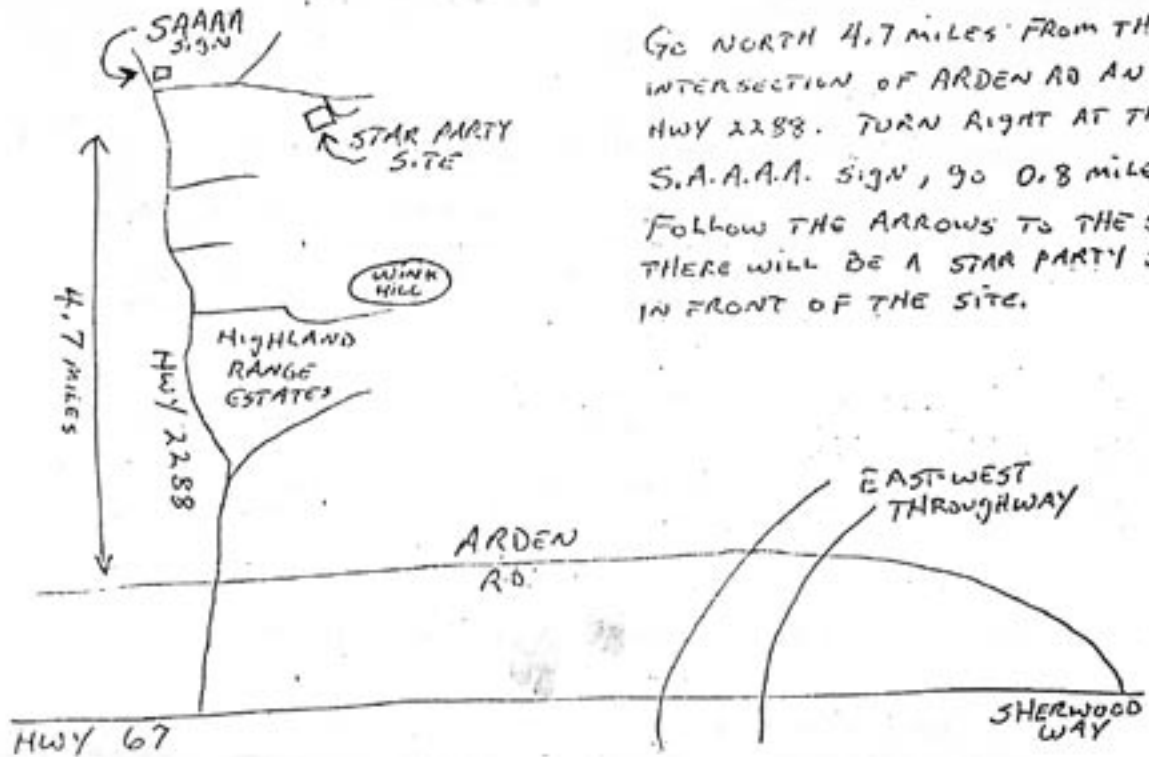 SAAAA
SIGN
GO NORTH 4.7 MILES FROM TH
INTERSECTION OF ARDEN RD AN
HWY 2288. TURN RIGHT AT TH
S.A.A.A.A. SIGN, GO 0.8 MILE
FOLLOW THE ARROWS TO THE S
THERE WILL BE A STAR PARTY S
IN FRONT OF THE SITE.
STAR PARTY
SITE
WINK
HILL
HIGHLAND
RANGE
ESTATES
4.7 MILES
HWY 2288
EAST-WEST
THROUGHWAY
ARDEN
RD.
HWY 67
SHERWOOD
WAY